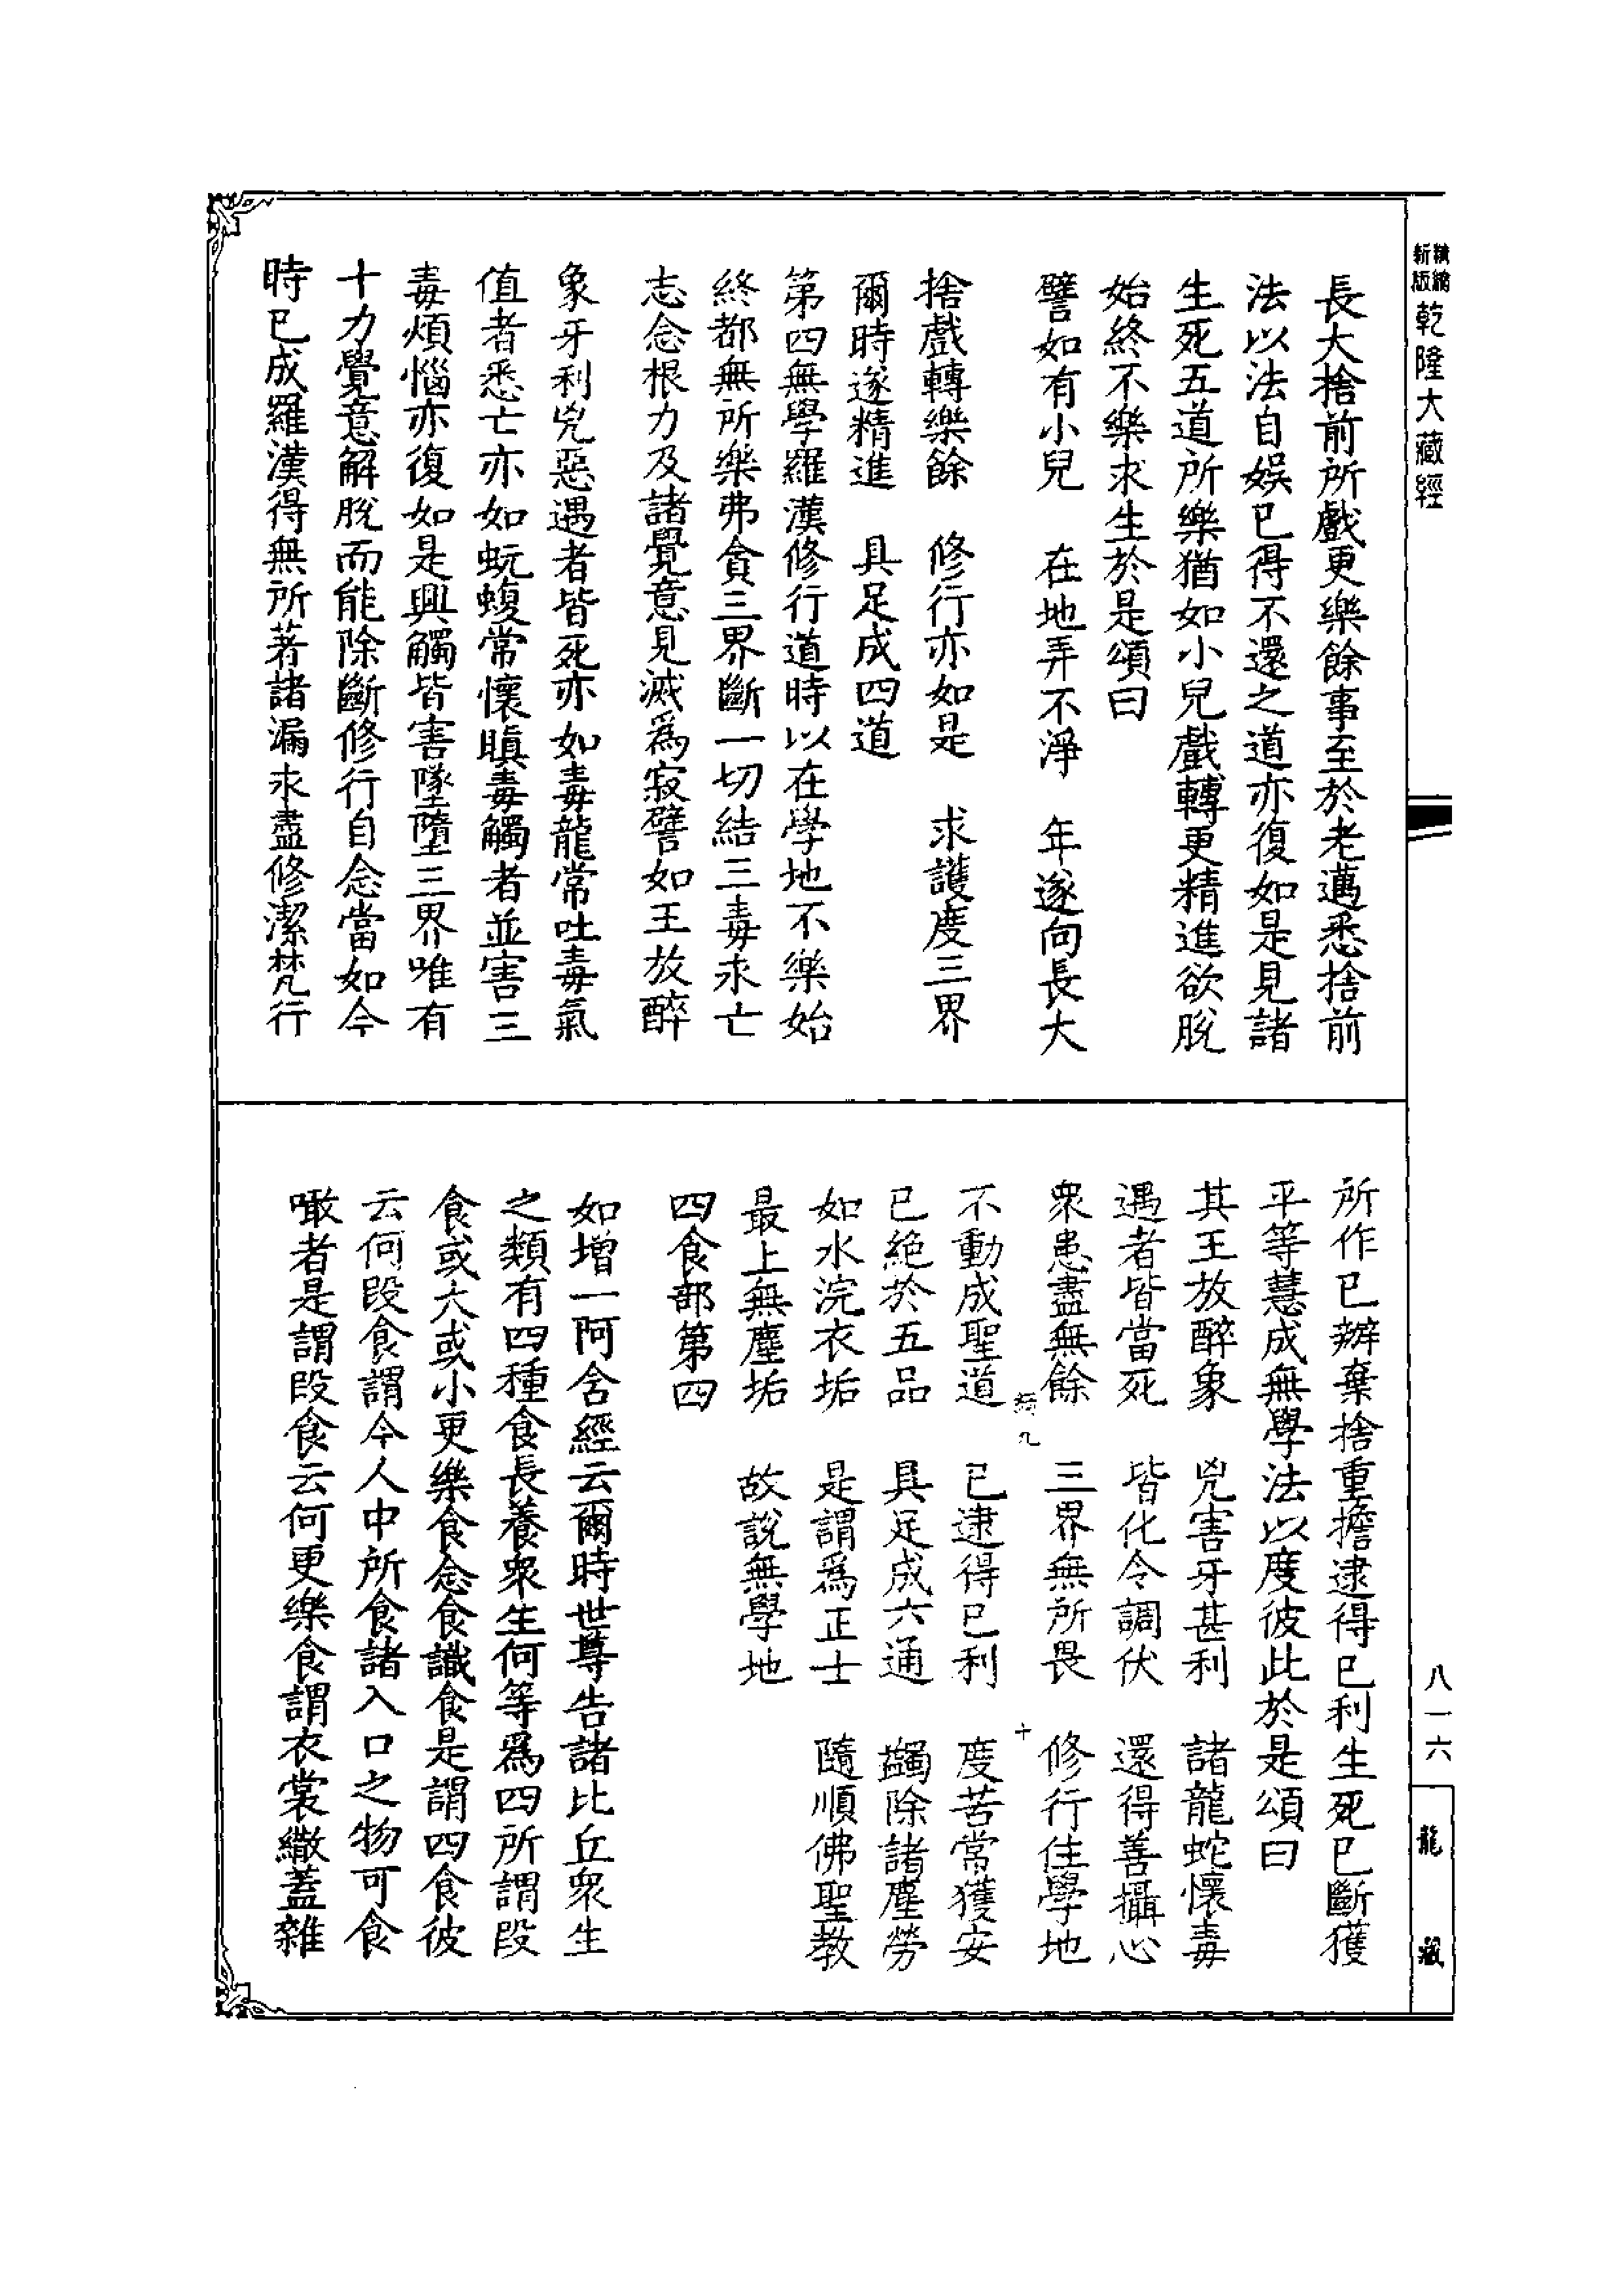 精編
新版
乾隆大藏經
長大捨前所戲更樂餘事至於老邁悉捨前
法以法自娛已得不還之道亦復如是見諸
生死五道所樂猶如小兒戲轉更精進欲脫
始終不樂求生於是頌曰
譬如有小兒　在地弄不淨　年遂向長大
捨戲轉樂餘　修行亦如是　求護度三界
爾時遂精進　具足成四道
第四無學羅漢修行道時以在學地不樂始
終都無所樂弗貪三界斷一切結三毒永亡
志念根力及諸覺意見滅為寂譬如王放醉
象牙利兇惡遇者皆死亦如毒龍常吐毒氣
值者悉亡亦如蚖蝮常懷瞋毒觸者並害三
毒煩惱亦復如是興觸皆害墜墮三界唯有
十力覺意解脫而能除斷修行自念當如今
時已成羅漢得無所著諸漏永盡修潔梵行
所作已辦棄捨重擔逮得已利生死已斷獲
平等慧成無學法以度彼此於是頌曰
其王放醉象　兇害牙甚利　諸龍蛇懷毒
遇者皆當死　皆化令調伏　還得善攝心
衆患盡無餘　三界無所畏　修行住學地
九　十
不動成聖道　已逮得已利　度苦常獲安
已絕於五品　具足成六通　蠲除諸塵勞
如水浣衣垢　是謂為正士　隨順佛聖教
最上無塵垢　故說無學地
四食部第四
如增一阿含經云爾時世尊告諸比丘衆生
之類有四種食長養衆生何等為四所謂段
食或大或小更樂食念食識食是謂四食彼
云何段食謂今人中所食諸入口之物可食
噉者是謂段食云何更樂食謂衣裳繖蓋雜
八一六
龍藏